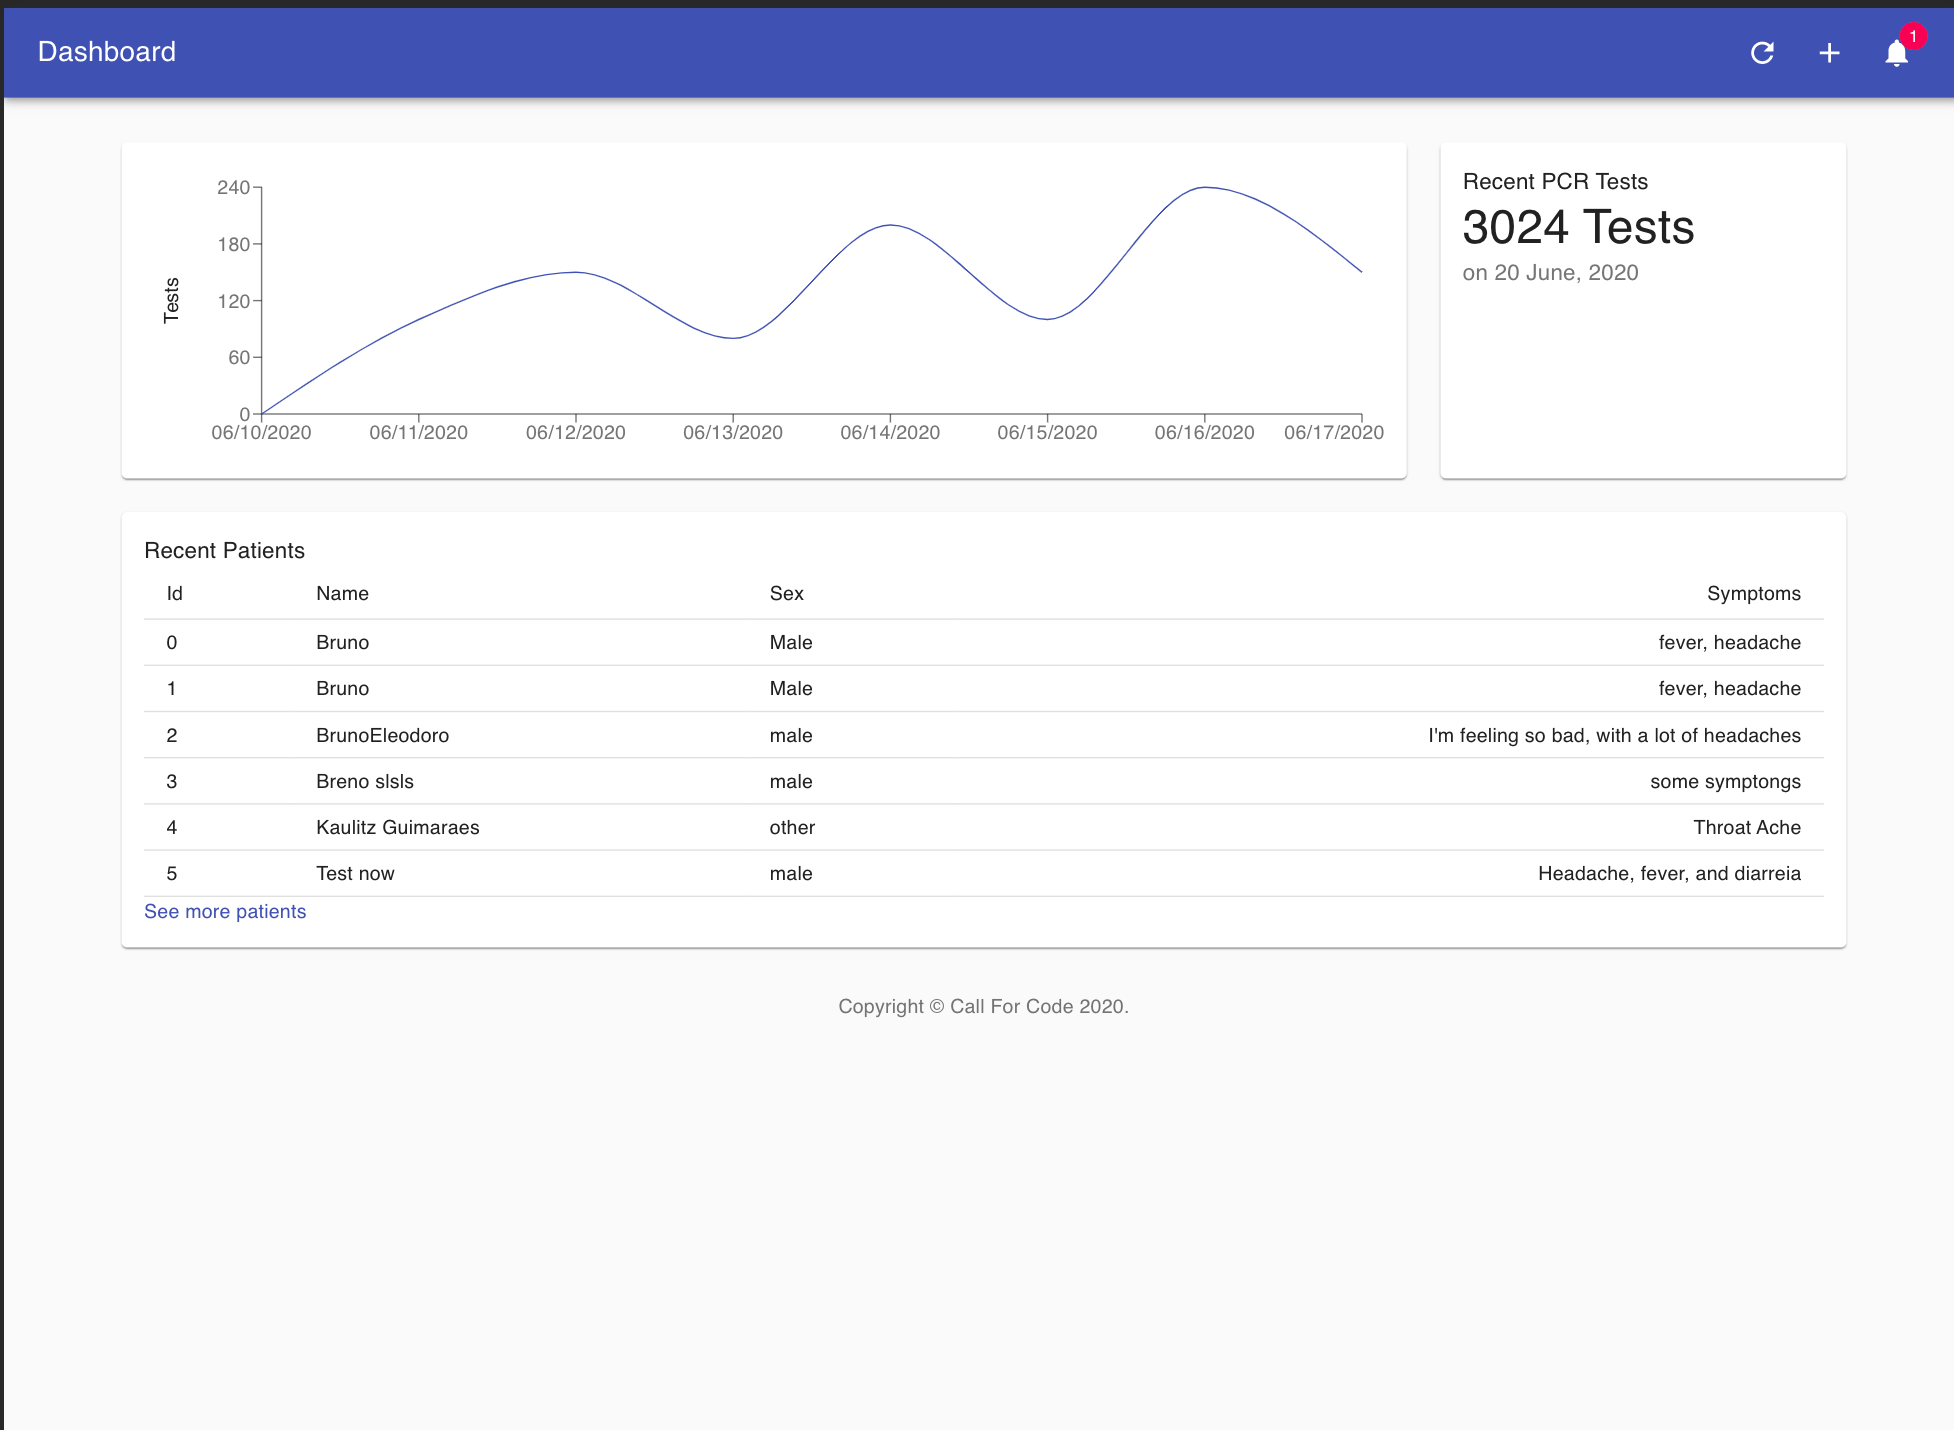 Dashboard
1
Tests
240
180
120
60
0
06/10/2020 06/11/2020 06/12/2020 06/13/2020 06/14/2020 06/15/2020 06/16/2020 06/17/2020
Recent PCR Tests
3024 Tests
on 20 June, 2020
Recent Patients
Id Name Sex Symptoms
0 Bruno Male fever, headache
1 Bruno Male fever, headache
2 BrunoEleodoro male I'm feeling so bad, with a lot of headaches
3 Breno slsls male some symptongs
4 Kaulitz Guimaraes other Throat Ache
5 Test now male Headache, fever, and diarreia
See more patients
Copyright © Call For Code 2020.